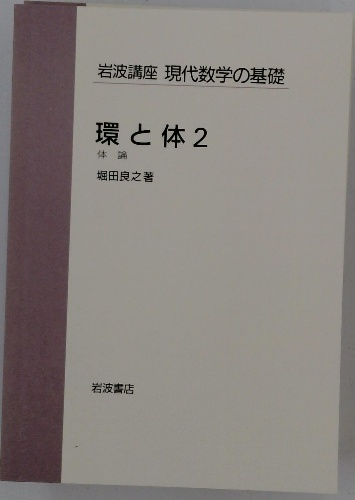 岩波講座 現代数学の基礎
環と体2
体論
堀田良之著
岩波書店